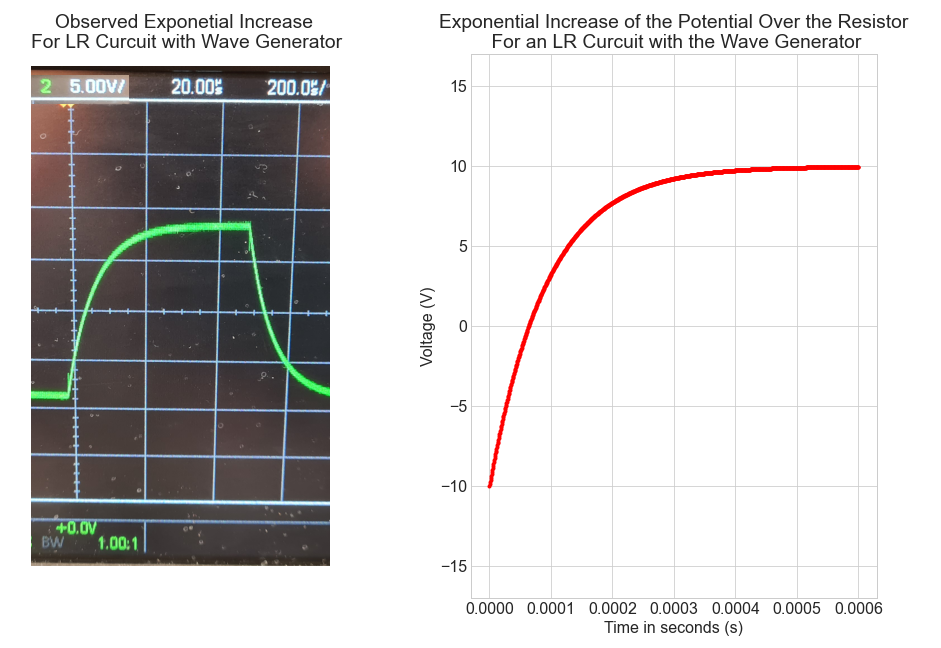 Observed Exponetial Increase
For LR Curcuit with Wave Generator
2 5.00V/ 20.00 200.0 /
+0.0V
BW 1.00:1
Exponential Increase of the Potential Over the Resistor
For an LR Curcuit with the Wave Generator
15
10
5
0
−5
−10
−15
Voltage (V)
0.0000 0.0001 0.0002 0.0003 0.0004 0.0005 0.0006
Time in seconds (s)